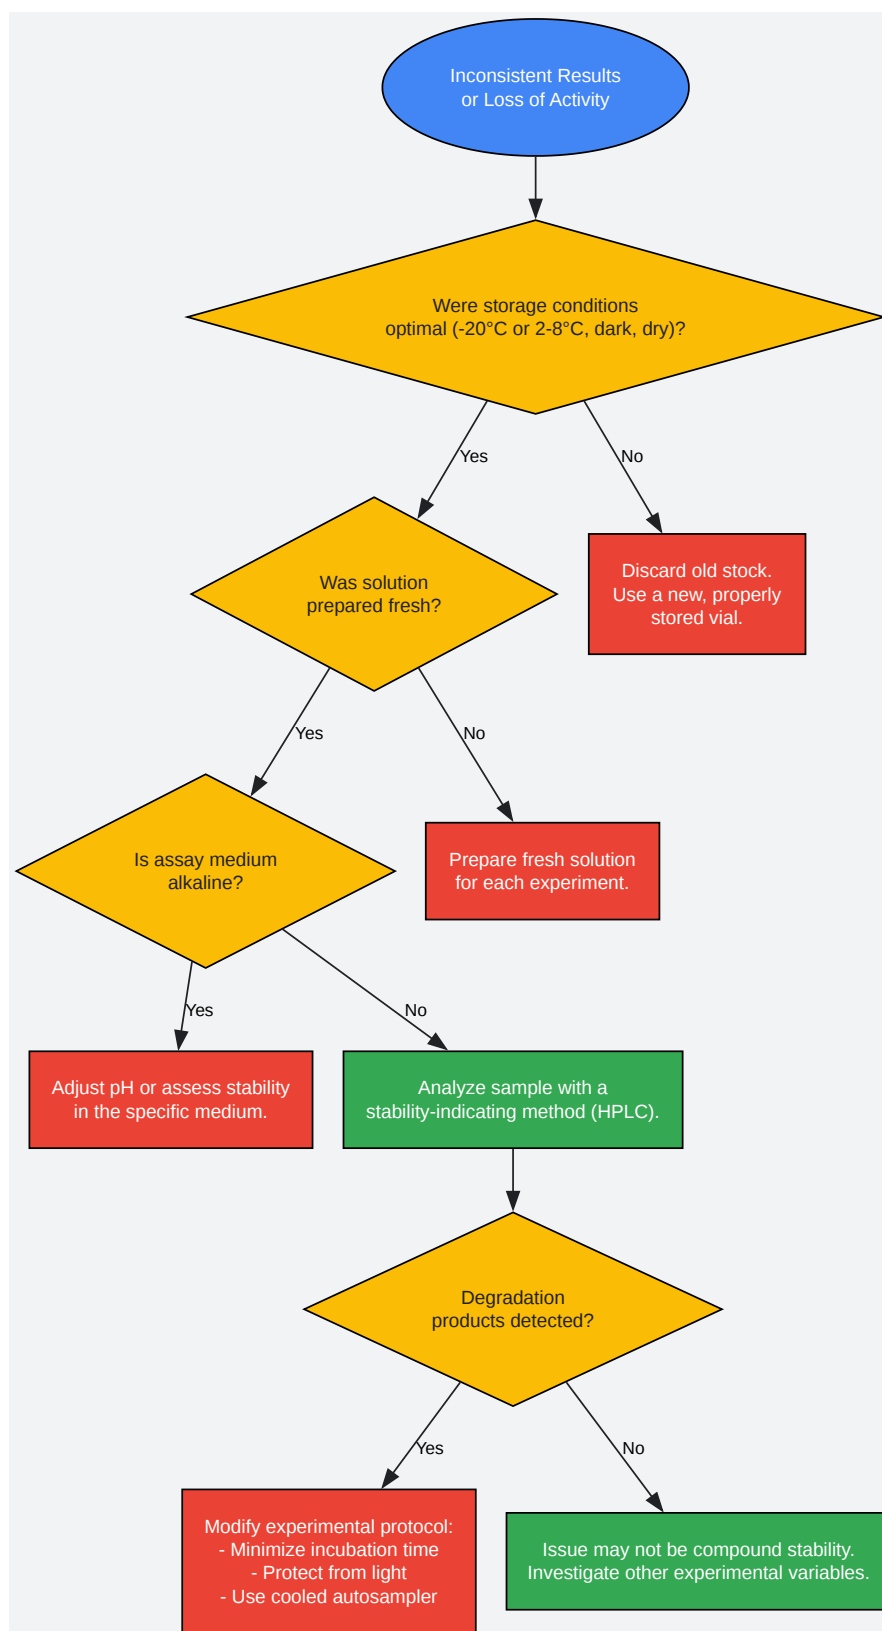 Inconsistent Results
or Loss of Activity
Were storage conditions
optimal (-20°C or 2-8°C, dark, dry)?
Yes
No
Was solution
prepared fresh?
Discard old stock.
Use a new, properly
stored vial.
Yes
No
Is assay medium
alkaline?
Prepare fresh solution
for each experiment.
Yes
No
Adjust pH or assess stability
in the specific medium.
Analyze sample with a
stability-indicating method (HPLC).
Degradation
products detected?
Yes
No
Modify experimental protocol:
- Minimize incubation time
- Protect from light
- Use cooled autosampler
Issue may not be compound stability.
Investigate other experimental variables.